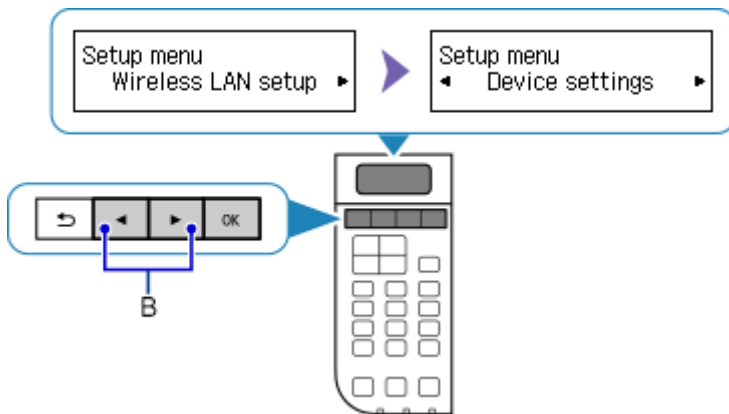 Setup menu
Wireless LAN setup ▶
Setup menu
◀ Device settings ▶
◀ ▶ OK
B